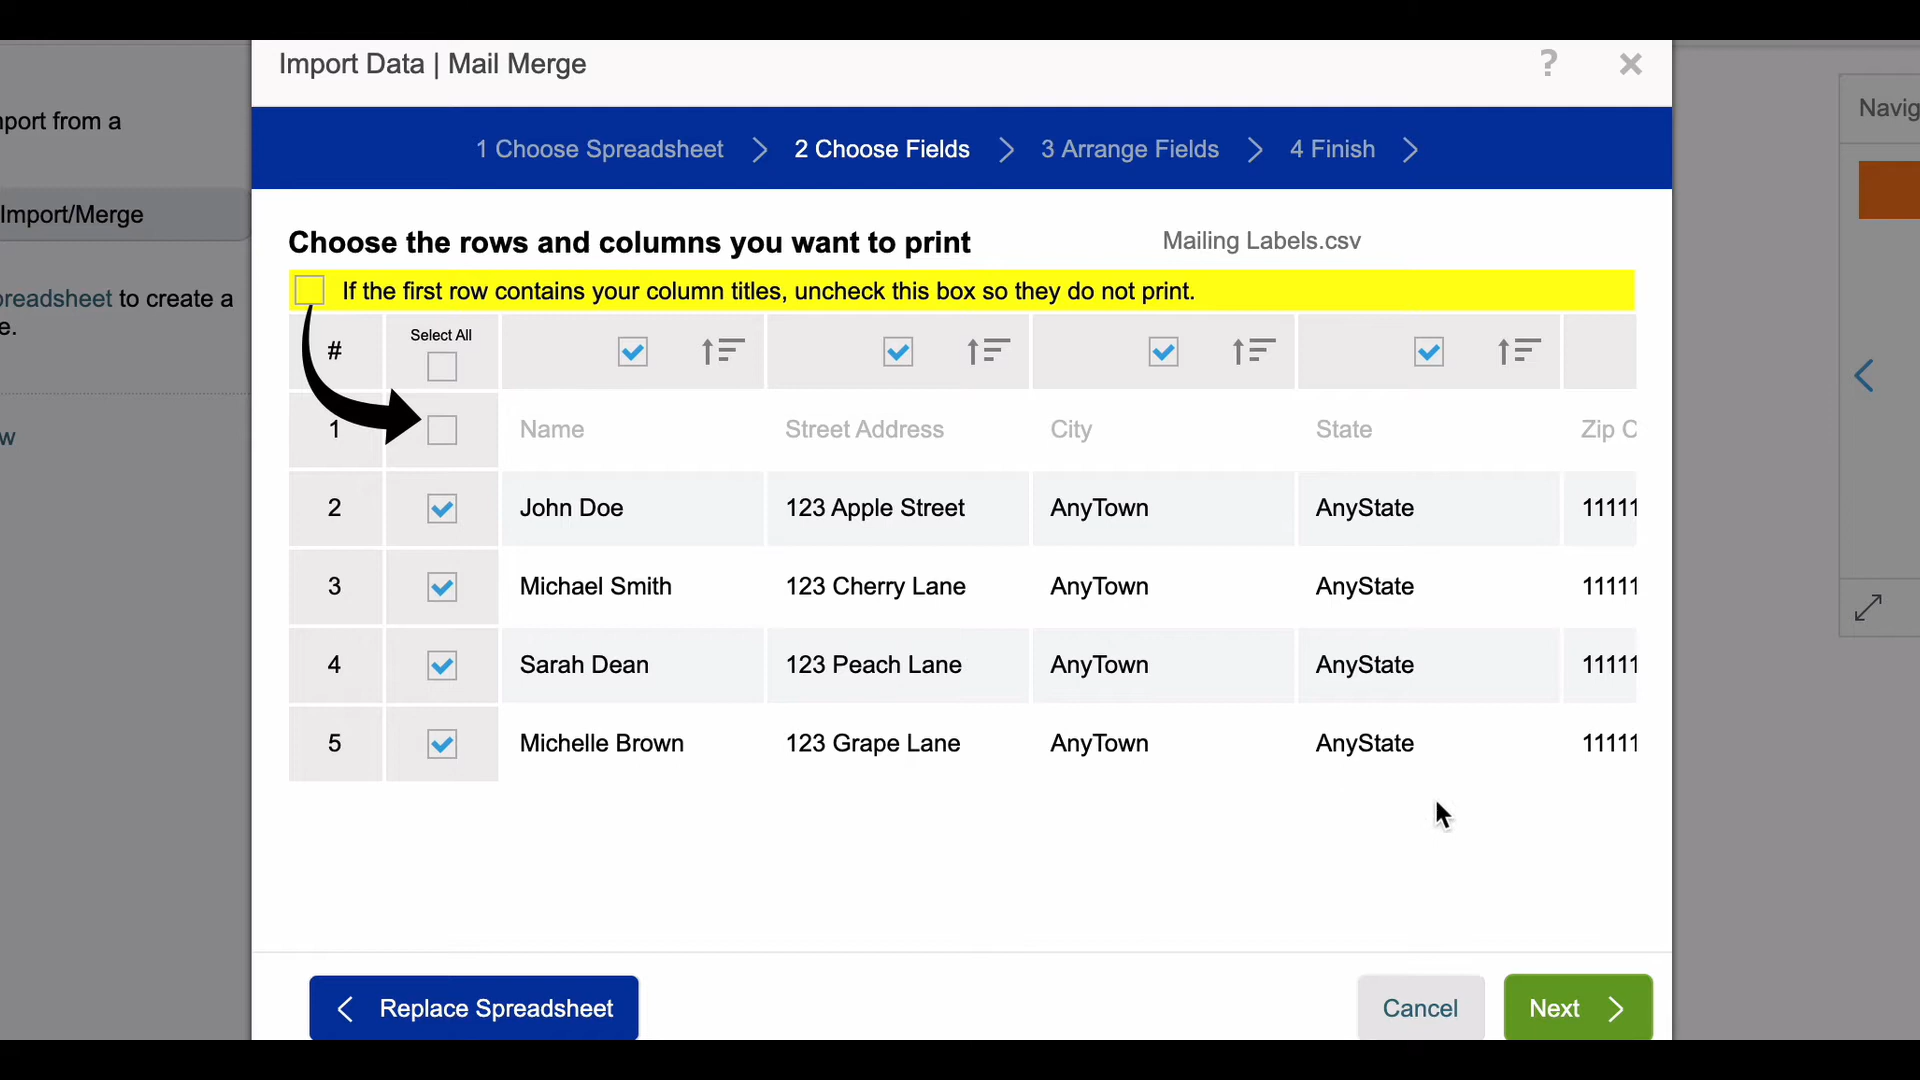 Import Data | Mail Merge
?
port from a
Navig
1 Choose Spreadsheet
2 Choose Fields
3 Arrange Fields
4 Finish
Import/Merge
Choose the rows and columns you want to print
Mailing Labels.csv
If the first row contains your column titles, uncheck this box so they do not print.
readsheet to create a
e.
#
Select All
1
Name
Street Address
City
State
Zip C
w
2
John Doe
123 Apple Street
AnyTown
AnyState
11111
3
Michael Smith
123 Cherry Lane
AnyTown
AnyState
11111
4
Sarah Dean
123 Peach Lane
AnyTown
AnyState
11111
5
Michelle Brown
123 Grape Lane
AnyTown
AnyState
11111
Replace Spreadsheet
Cancel
Next